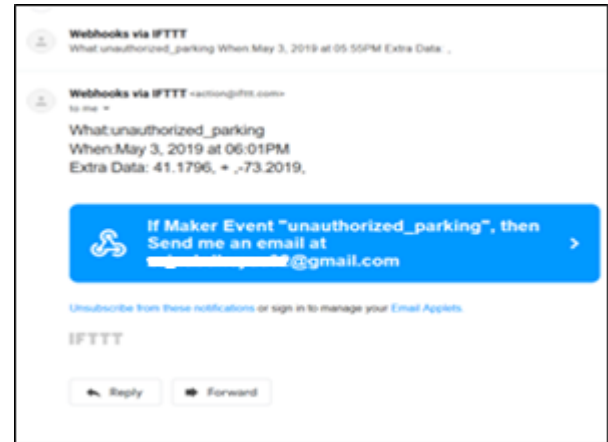 Webhooks via IFTTT
What:unauthorized_parking When:May 3, 2019 at 05:55PM Extra Data: ,
Webhooks via IFTTT <action@ifttt.com>
to me
What:unauthorized_parking
When:May 3, 2019 at 06:01PM
Extra Data: 41.1796, + ,-73.2019,
If Maker Event "unauthorized_parking", then
Send me an email at
@gmail.com
Unsubscribe from these notifications or sign in to manage your Email Applets.
IFTTT
Reply Forward